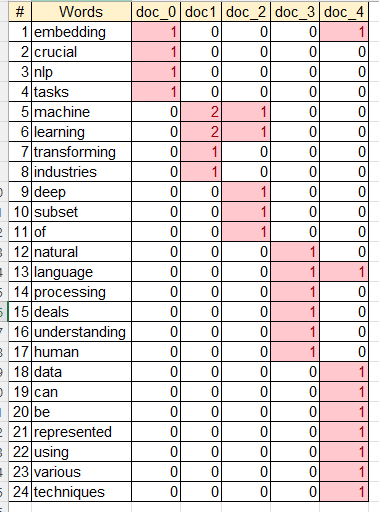 # Words doc_0 doc1 doc_2 doc_3 doc_4
1 embedding 1 0 0 0 1
2 crucial 1 0 0 0 0
3 nlp 1 0 0 0 0
4 tasks 1 0 0 0 0
5 machine 0 2 1 0 0
6 learning 0 2 1 0 0
7 transforming 0 1 0 0 0
8 industries 0 1 0 0 0
9 deep 0 0 1 0 0
10 subset 0 0 1 0 0
11 of 0 0 1 0 0
12 natural 0 0 0 1 0
13 language 0 0 0 1 1
14 processing 0 0 0 1 0
15 deals 0 0 0 1 0
16 understanding 0 0 0 1 0
17 human 0 0 0 1 0
18 data 0 0 0 0 1
19 can 0 0 0 0 1
20 be 0 0 0 0 1
21 represented 0 0 0 0 1
22 using 0 0 0 0 1
23 various 0 0 0 0 1
24 techniques 0 0 0 0 1